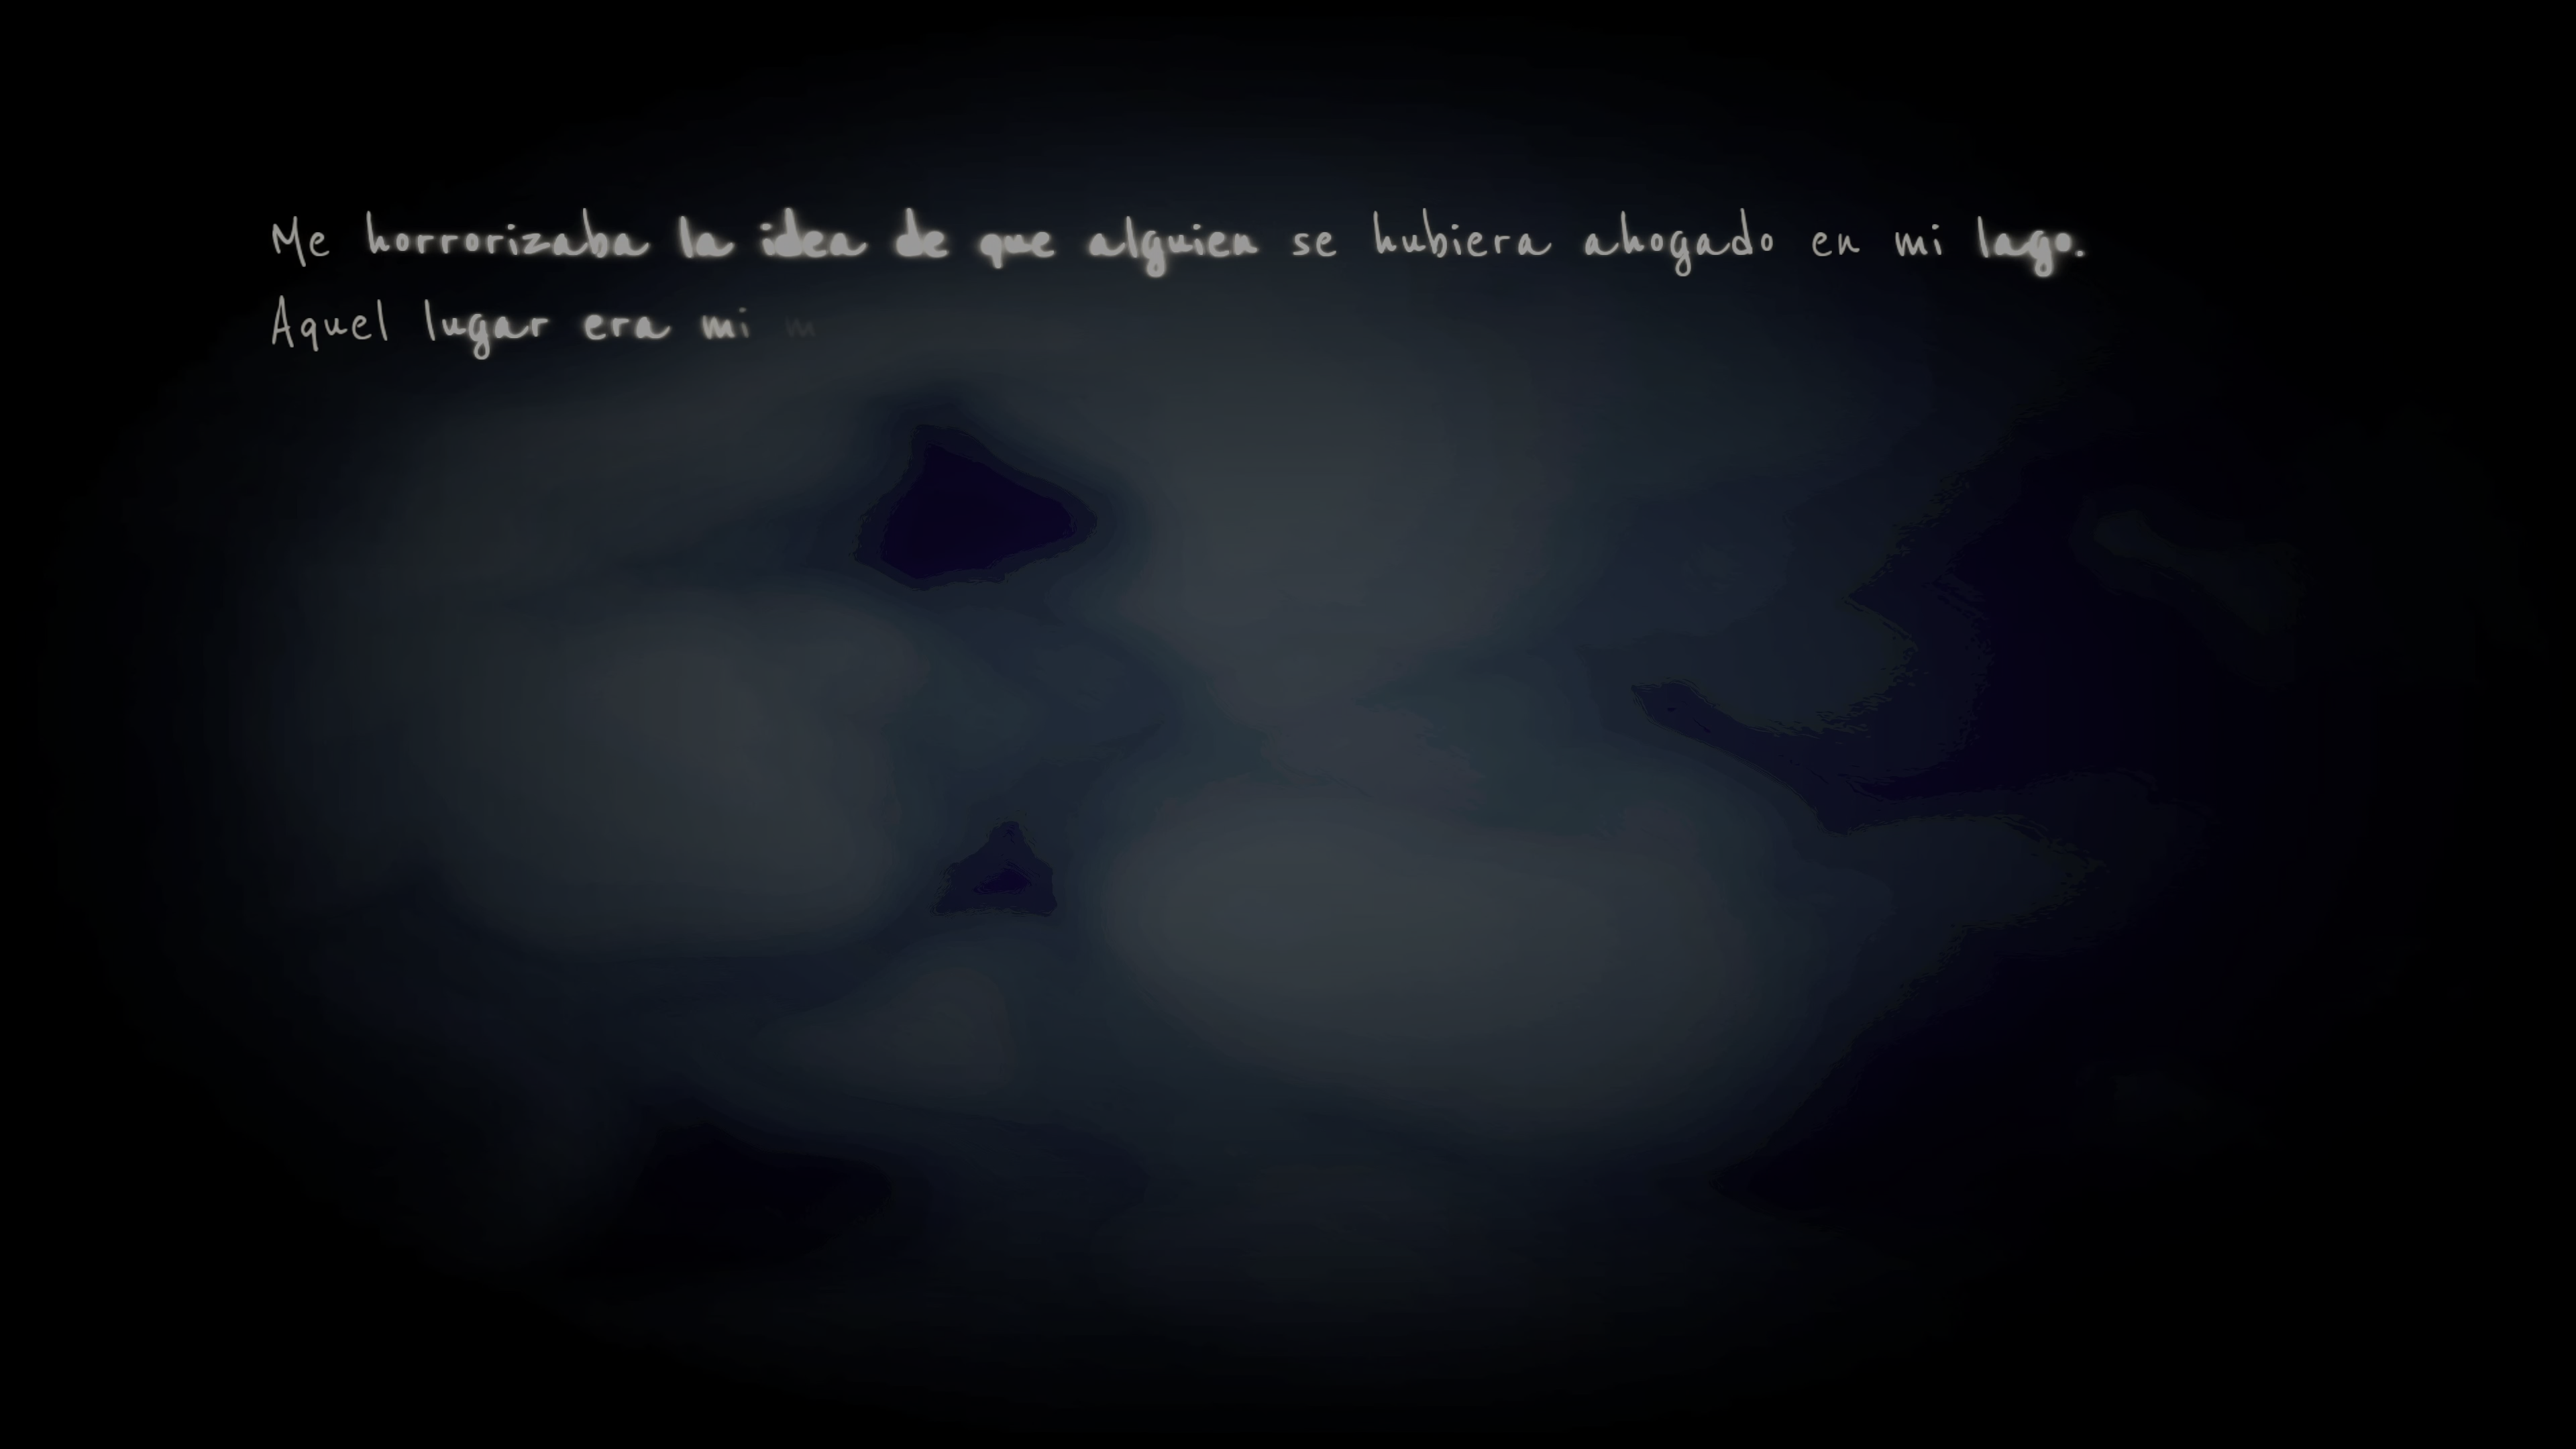 Me horrorizaba la idea de que alguien se hubiera ahogado en mi lago.
Aquel lugar era mi m